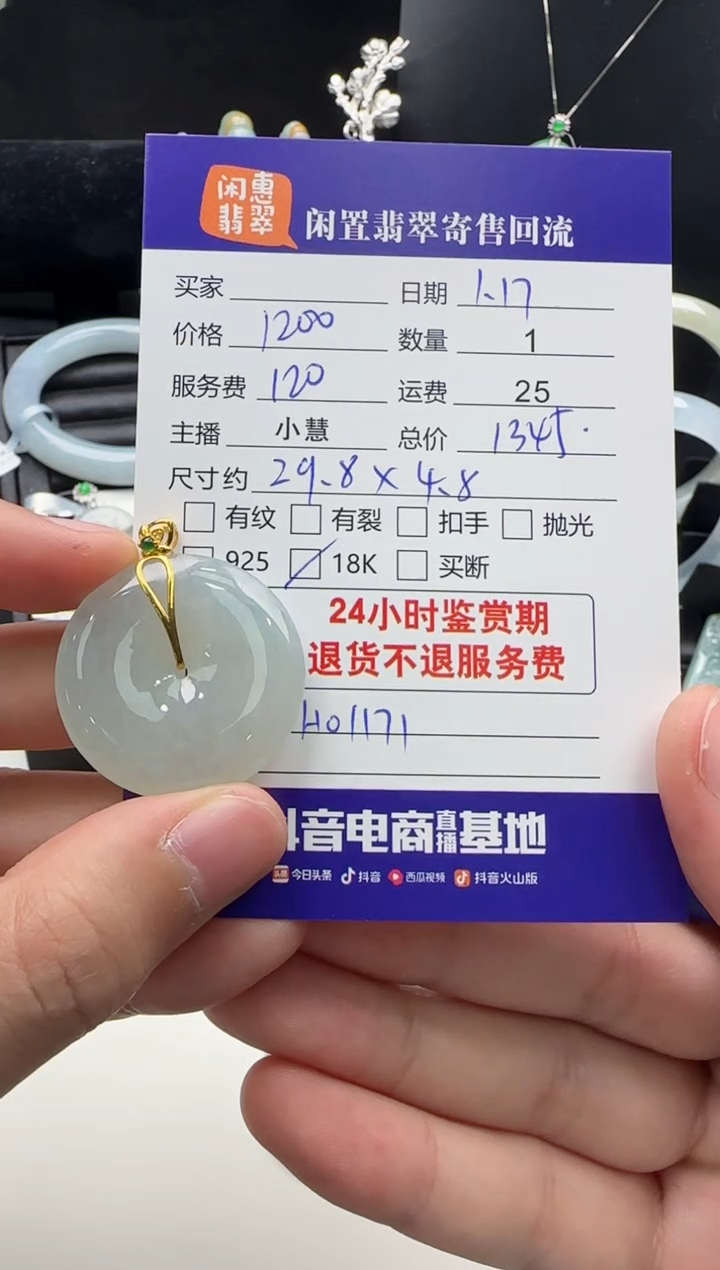 闲惠
翡翠
闲置翡翠寄售回流
买家 日期 1.17
价格 1200 数量 1
服务费 120 运费 25
主播 小慧 总价 1345.
尺寸约 29.8 x 4.8
有纹 有裂 扣手 抛光
925 18K 买断
24小时鉴赏期
退货不退服务费
H01171
抖音电商直播基地
头条 今日头条 抖音 西瓜视频 抖音火山版